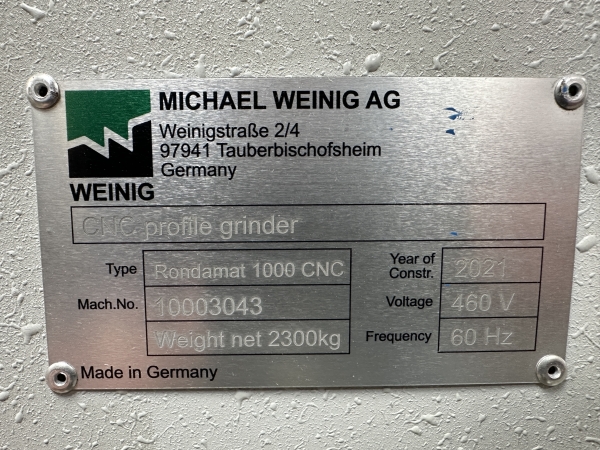 MICHAEL WEINIG AG
Weinigstraße 2/4
97941 Tauberbischofsheim
Germany
WEINIG
CNC profile grinder
Type Rondamat 1000 CNC
Year of Constr. 2021
Mach.No. 10003043
Voltage 460 V
Weight net 2300kg
Frequency 60 Hz
Made in Germany